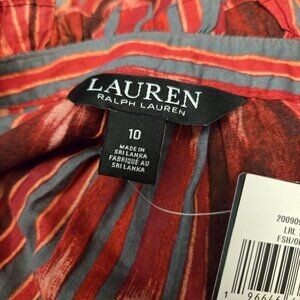 LAUREN
RALPH LAUREN
10
MADE IN
SRI LANKA
FABRIQUÉ AU
SRI LANKA